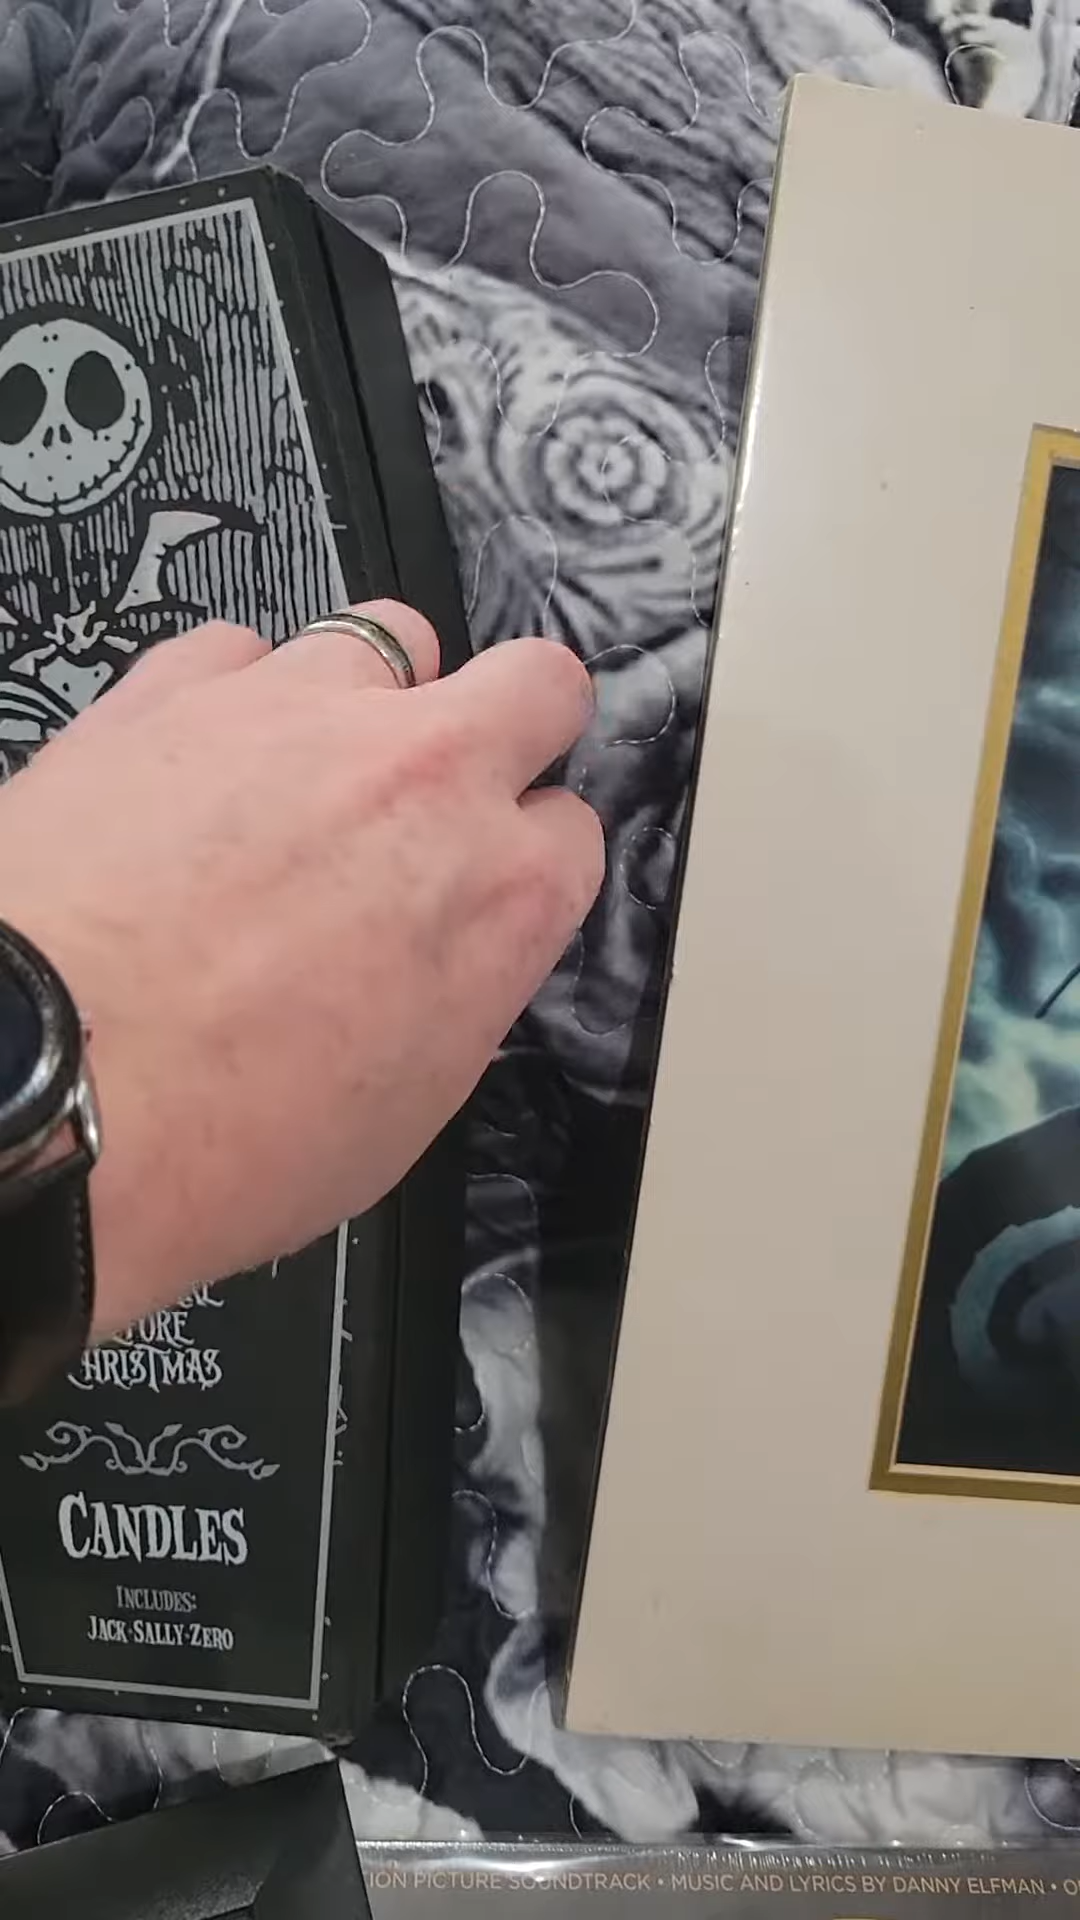 CHRISTMAS
CANDLES
INCLUDES:
JACK·SALLY·ZERO
ION PICTURE SOUNDTRACK • MUSIC AND LYRICS BY DANNY ELFMAN •